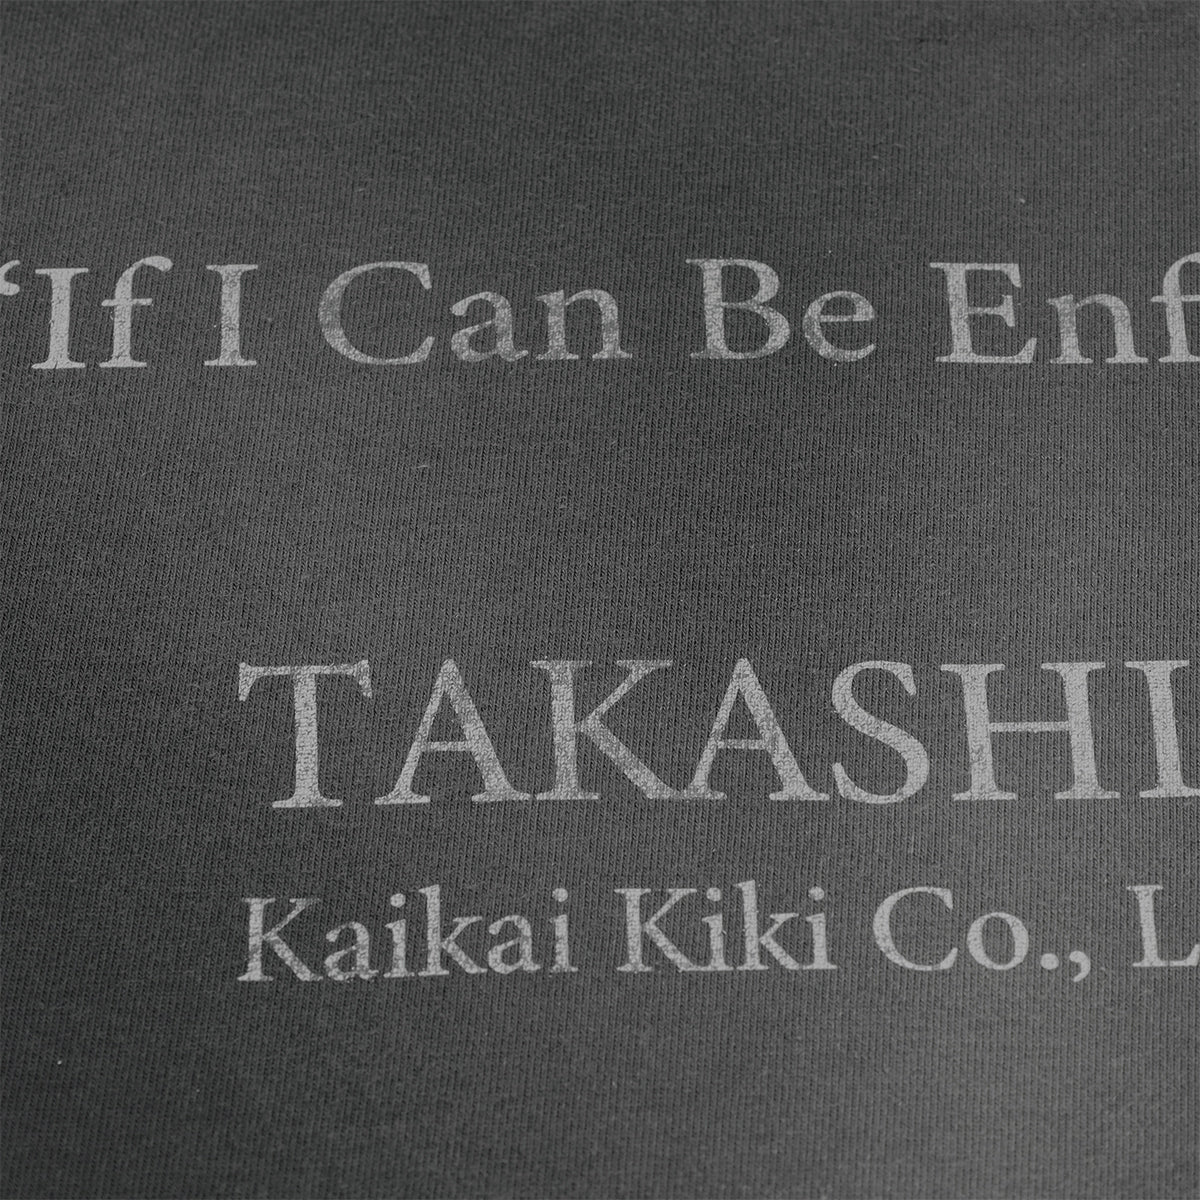 “If I Can Be Enf
TAKASHI
Kaikai Kiki Co., L